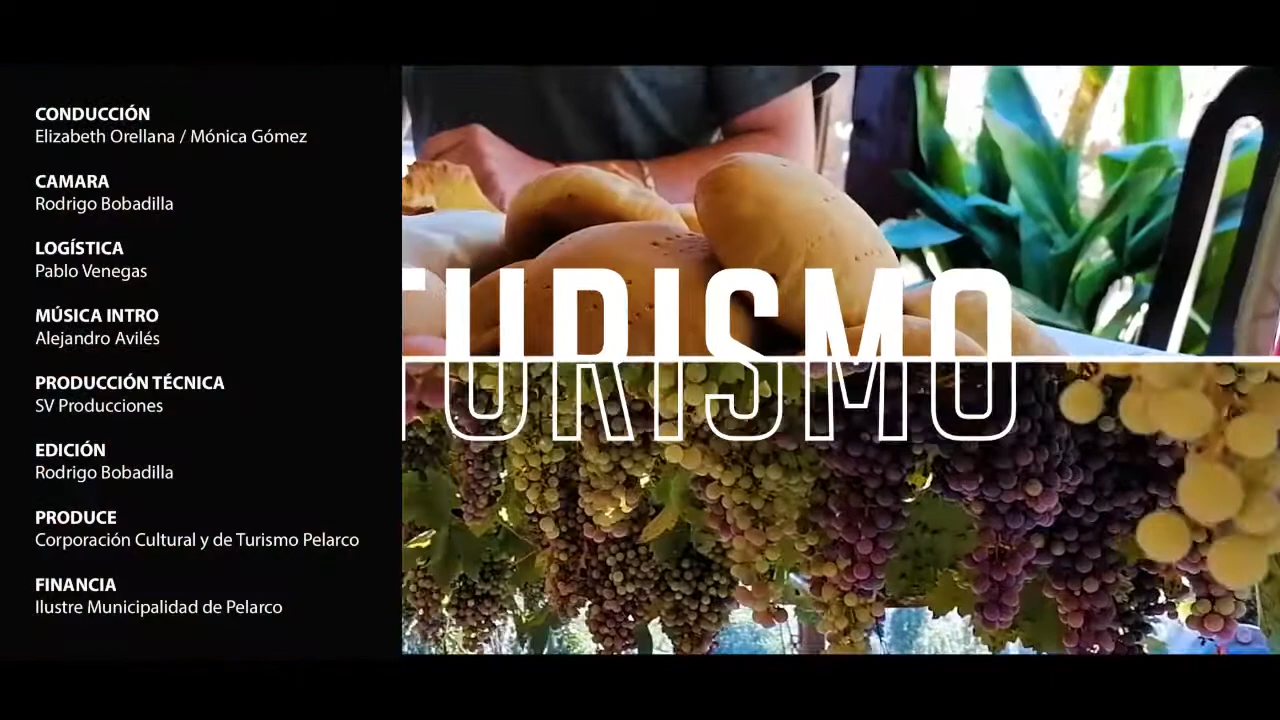 CONDUCCIÓN
Elizabeth Orellana / Mónica Gómez
CAMARA
Rodrigo Bobadilla
LOGÍSTICA
Pablo Venegas
MÚSICA INTRO
Alejandro Avilés
PRODUCCIÓN TÉCNICA
SV Producciones
EDICIÓN
Rodrigo Bobadilla
PRODUCE
Corporación Cultural y de Turismo Pelarco
FINANCIA
Ilustre Municipalidad de Pelarco
TURISMO